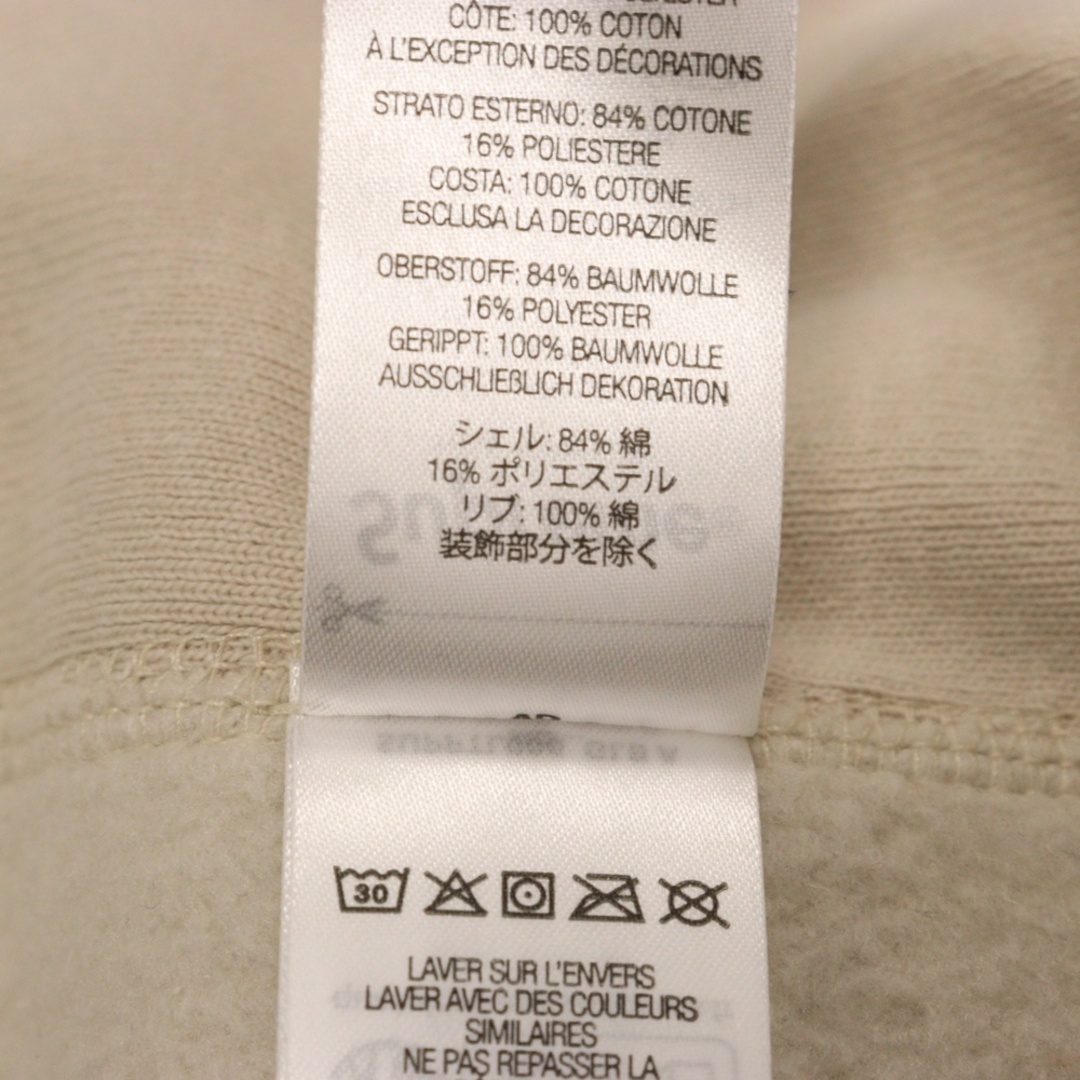 CÔTE: 100% COTON
À L'EXCEPTION DES DÉCORATIONS
STRATO ESTERNO: 84% COTONE
16% POLIESTERE
COSTA: 100% COTONE
ESCLUSA LA DECORAZIONE
OBERSTOFF: 84% BAUMWOLLE
16% POLYESTER
GERIPPT: 100% BAUMWOLLE
AUSSCHLIEßLICH DEKORATION
シェル: 84% 綿
16% ポリエステル
リブ: 100% 綿
装飾部分を除く
30
LAVER SUR L'ENVERS
LAVER AVEC DES COULEURS
SIMILAIRES
NE PAS REPASSER LA